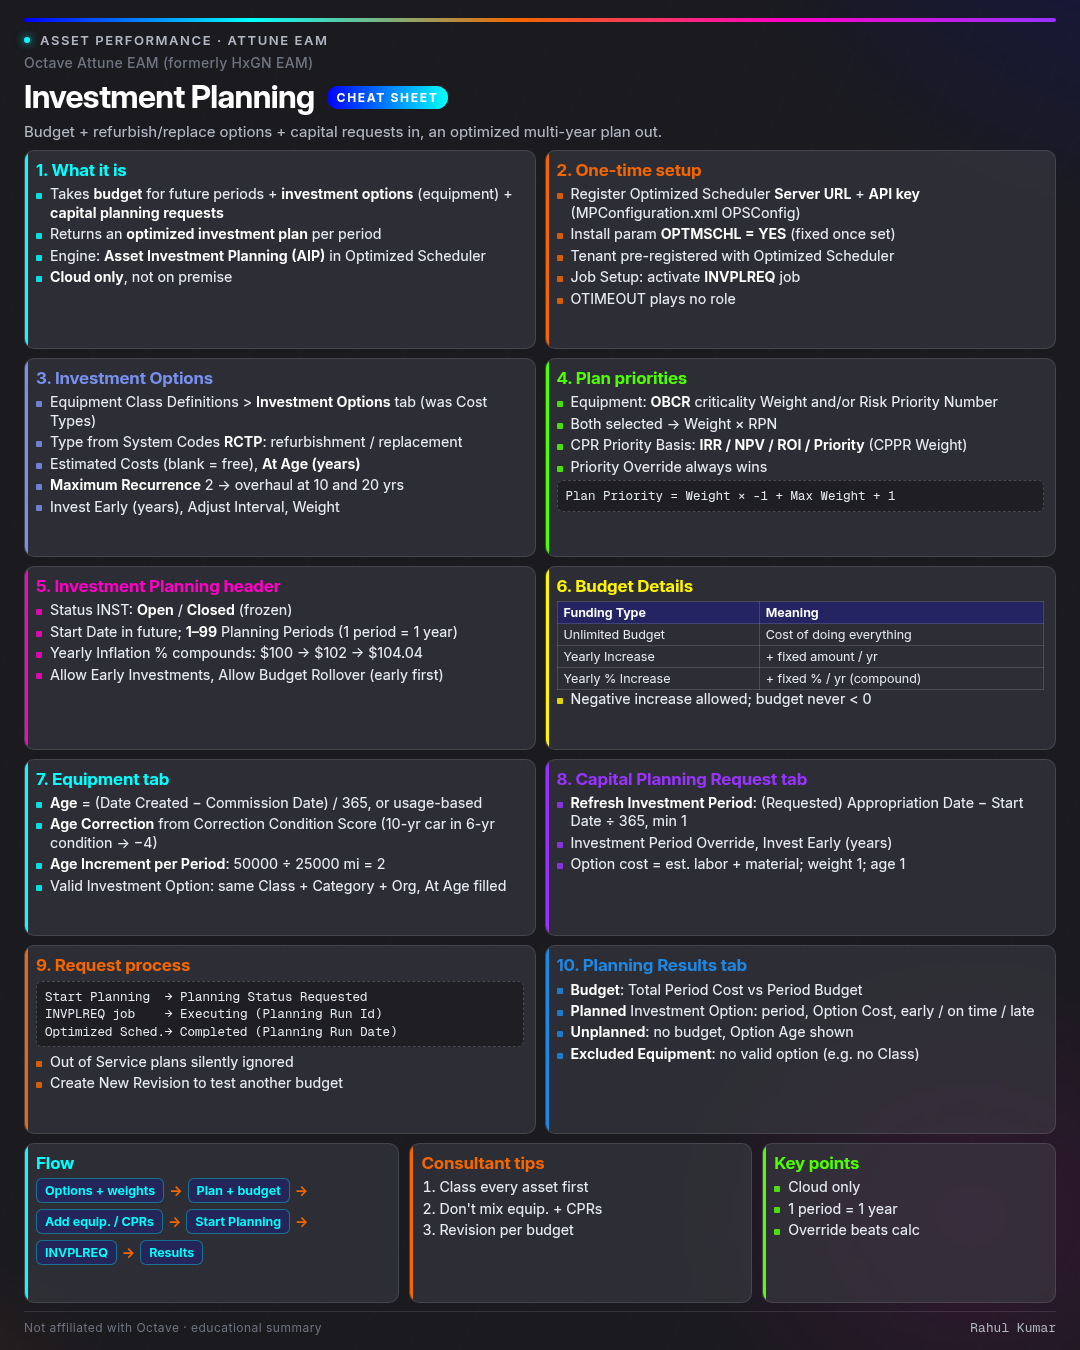 ASSET PERFORMANCE · ATTUNE EAM
Octave Attune EAM (formerly HxGN EAM)
Investment Planning CHEAT SHEET
Budget + refurbish/replace options + capital requests in, an optimized multi-year plan out.
1. What it is
Takes budget for future periods + investment options (equipment) +
capital planning requests
Returns an optimized investment plan per period
Engine: Asset Investment Planning (AIP) in Optimized Scheduler
Cloud only, not on premise
2. One-time setup
Register Optimized Scheduler Server URL + API key
(MPConfiguration.xml OPSConfig)
Install param OPTMSCHL = YES (fixed once set)
Tenant pre-registered with Optimized Scheduler
Job Setup: activate INVPLREQ job
OTIMEOUT plays no role
3. Investment Options
Equipment Class Definitions > Investment Options tab (was Cost
Types)
Type from System Codes RCTP: refurbishment / replacement
Estimated Costs (blank = free), At Age (years)
Maximum Recurrence 2 → overhaul at 10 and 20 yrs
Invest Early (years), Adjust Interval, Weight
4. Plan priorities
Equipment: OBCR criticality Weight and/or Risk Priority Number
Both selected → Weight × RPN
CPR Priority Basis: IRR / NPV / ROI / Priority (CPPR Weight)
Priority Override always wins
Plan Priority = Weight × -1 + Max Weight + 1
5. Investment Planning header
Status INST: Open / Closed (frozen)
Start Date in future; 1–99 Planning Periods (1 period = 1 year)
Yearly Inflation % compounds: $100 → $102 → $104.04
Allow Early Investments, Allow Budget Rollover (early first)
6. Budget Details
Funding Type Meaning
Unlimited Budget Cost of doing everything
Yearly Increase + fixed amount / yr
Yearly % Increase + fixed % / yr (compound)
Negative increase allowed; budget never < 0
7. Equipment tab
Age = (Date Created − Commission Date) / 365, or usage-based
Age Correction from Correction Condition Score (10-yr car in 6-yr
condition → −4)
Age Increment per Period: 50000 ÷ 25000 mi = 2
Valid Investment Option: same Class + Category + Org, At Age filled
8. Capital Planning Request tab
Refresh Investment Period: (Requested) Appropriation Date − Start
Date ÷ 365, min 1
Investment Period Override, Invest Early (years)
Option cost = est. labor + material; weight 1; age 1
9. Request process
Start Planning → Planning Status Requested
INVPLREQ job → Executing (Planning Run Id)
Optimized Sched.→ Completed (Planning Run Date)
Out of Service plans silently ignored
Create New Revision to test another budget
10. Planning Results tab
Budget: Total Period Cost vs Period Budget
Planned Investment Option: period, Option Cost, early / on time / late
Unplanned: no budget, Option Age shown
Excluded Equipment: no valid option (e.g. no Class)
Flow
Options + weights → Plan + budget →
Add equip. / CPRs → Start Planning →
INVPLREQ → Results
Consultant tips
1. Class every asset first
2. Don't mix equip. + CPRs
3. Revision per budget
Key points
Cloud only
1 period = 1 year
Override beats calc
Not affiliated with Octave · educational summary
Rahul Kumar